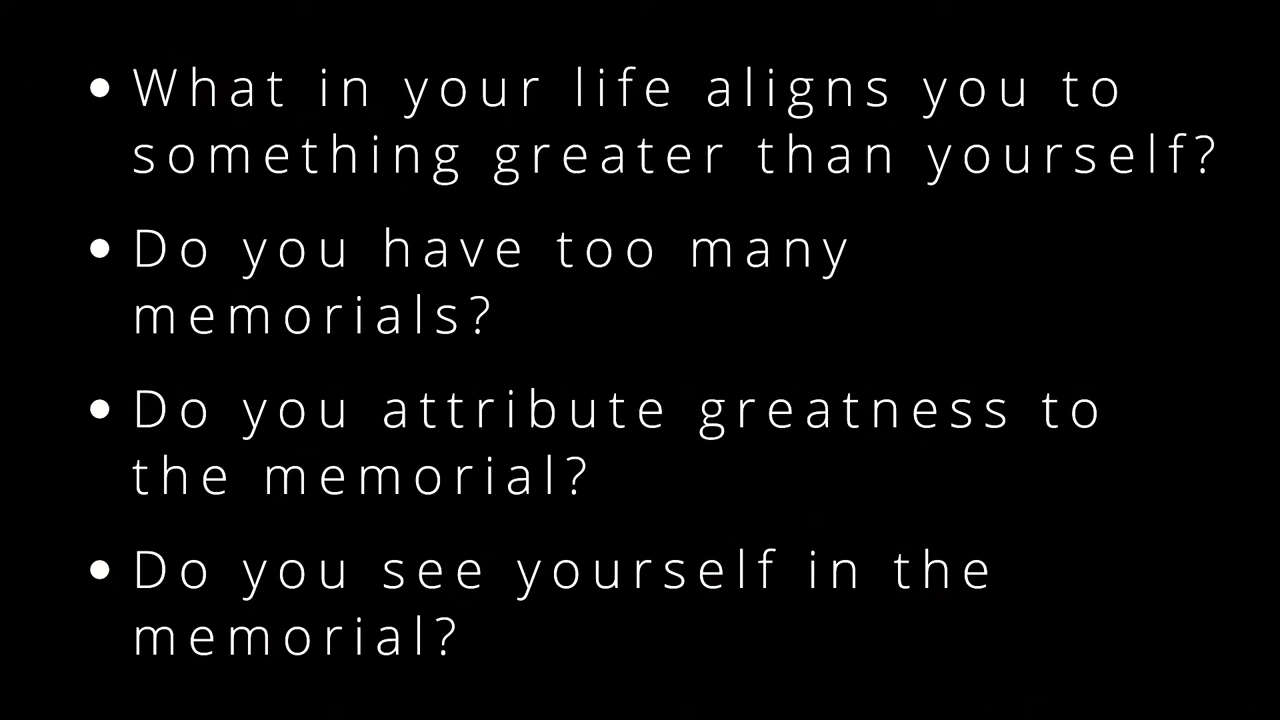 • What in your life aligns you to
something greater than yourself?
• Do you have too many
memorials?
• Do you attribute greatness to
the memorial?
• Do you see yourself in the
memorial?